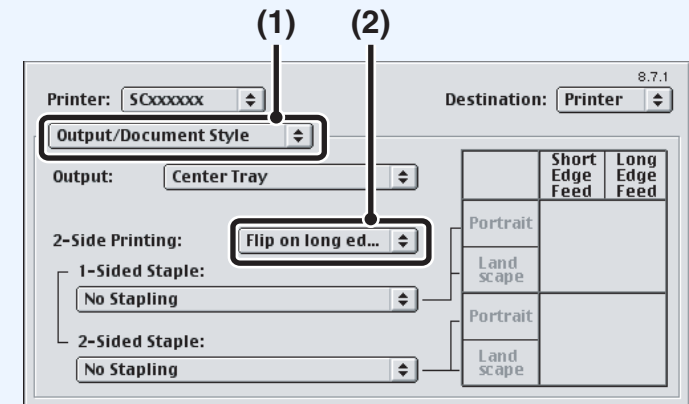 (1) (2)
8.7.1
Printer: SCxxxxxx Destination: Printer
Output/Document Style
Output: Center Tray
Short Edge Feed Long Edge Feed
2-Side Printing: Flip on long ed...
Portrait
1-Sided Staple:
Land scape
No Stapling
Portrait
2-Sided Staple:
No Stapling
Land scape